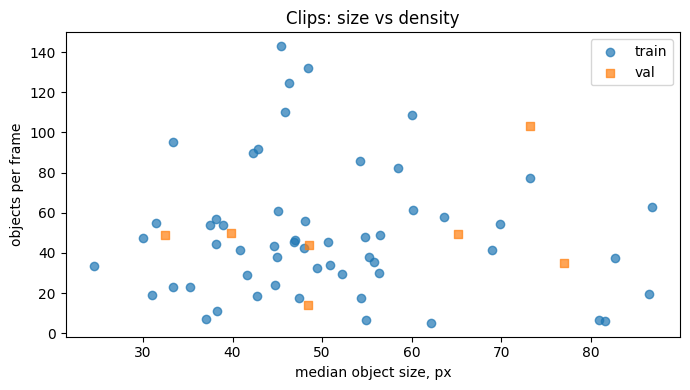 Clips: size vs density
objects per frame
140
120
100
80
60
40
20
0
train
val
30 40 50 60 70 80
median object size, px